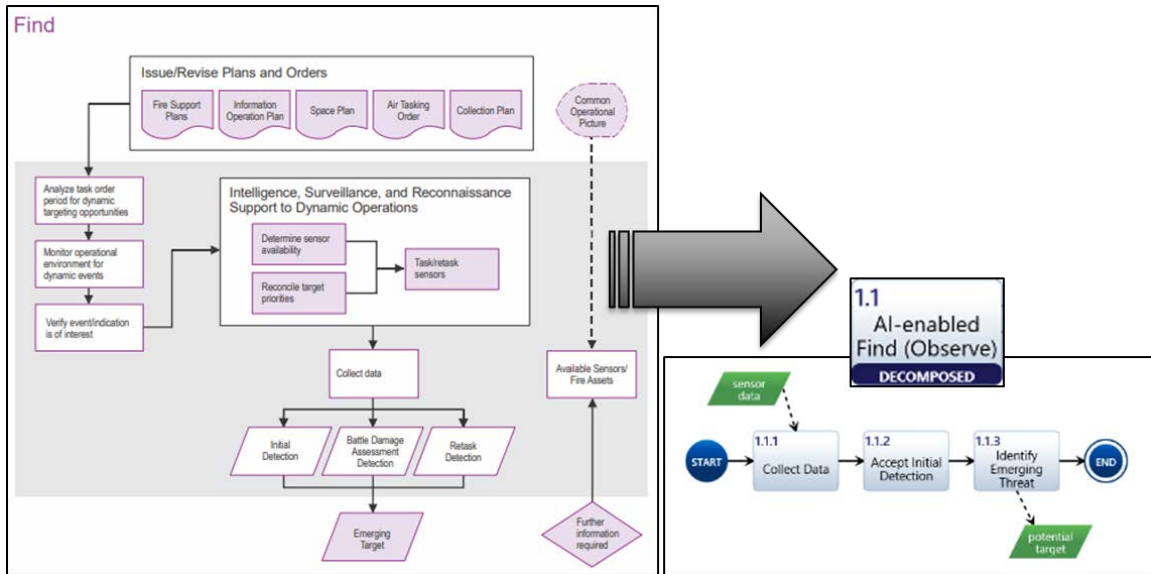 Find
Issue/Revise Plans and Orders
Fire Support
Plans
Information
Operation Plan
Space Plan
Air Tasking
Order
Collection Plan
Common
Operational
Picture
Analyze task order
period for dynamic
targeting opportunities
Monitor operational
environment for
dynamic events
Verify event/indication
is of interest
Intelligence, Surveillance, and Reconnaissance
Support to Dynamic Operations
Determine sensor
availability
Reconcile target
priorities
Task/retask
sensors
Collect data
Available Sensors/
Fire Assets
Initial
Detection
Battle Damage
Assessment
Detection
Retask
Detection
Emerging
Target
Further
information
required
1.1
AI-enabled
Find (Observe)
DECOMPOSED
sensor
data
START
1.1.1
Collect Data
1.1.2
Accept Initial
Detection
1.1.3
Identify
Emerging
Threat
END
potential
target